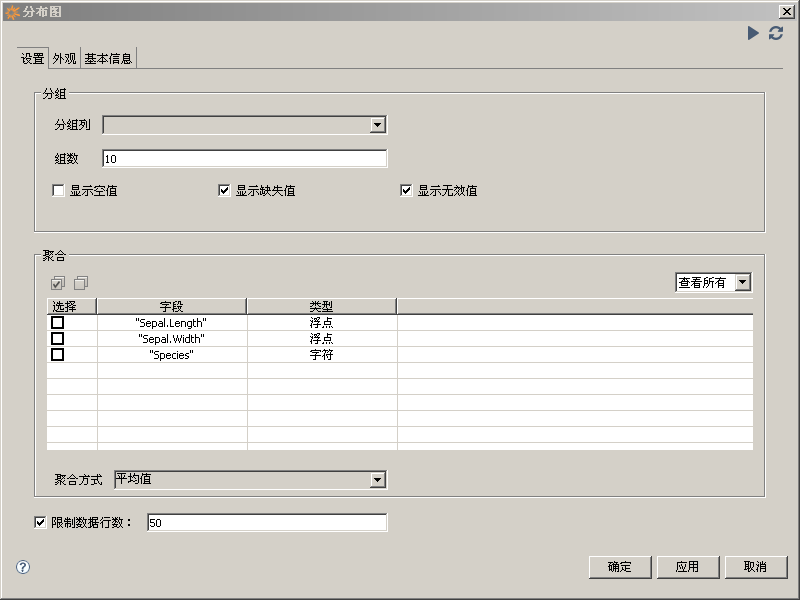 分布图
设置 外观 基本信息
分组
分组列
组数 10
显示空值 显示缺失值 显示无效值
聚合
查看所有
选择 字段 类型
"Sepal.Length" 浮点
"Sepal.Width" 浮点
"Species" 字符
聚合方式 平均值
限制数据行数： 50
确定 应用 取消